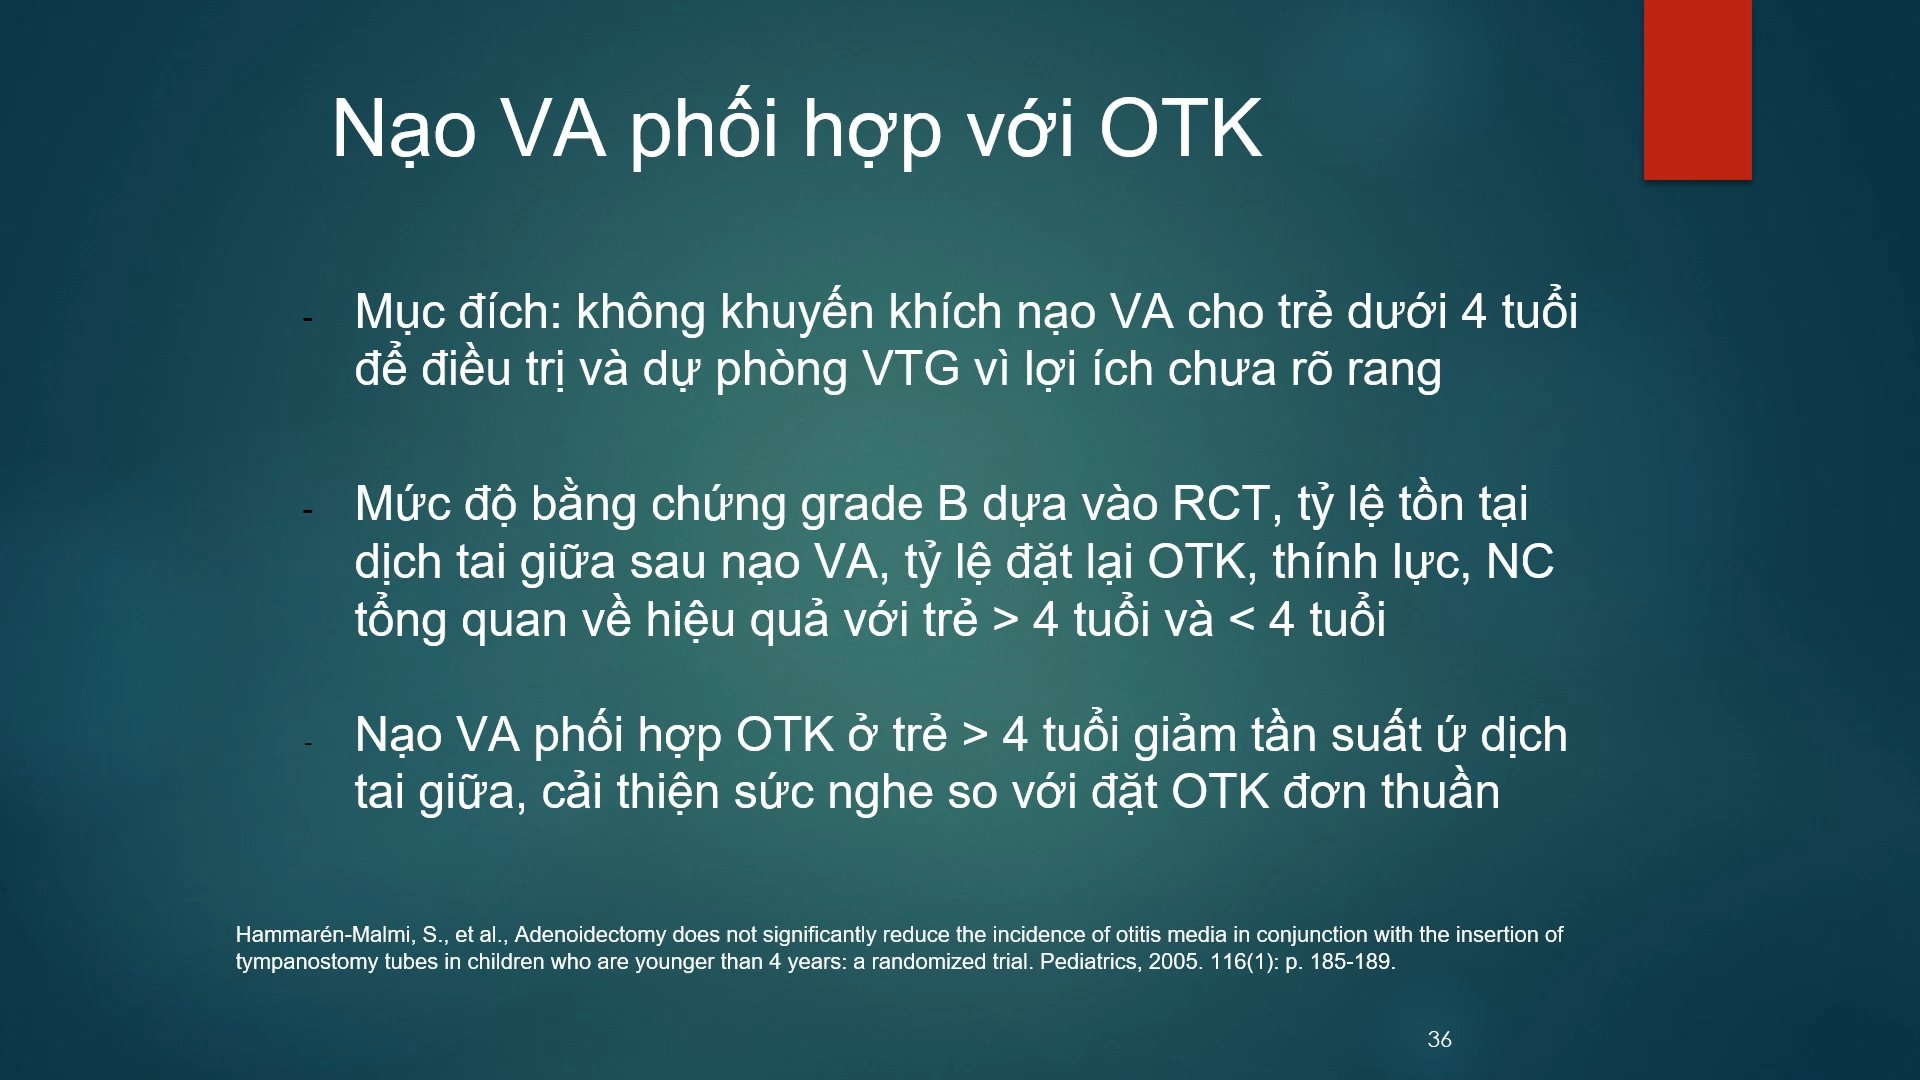 Nạo VA phối hợp với OTK
- Mục đích: không khuyến khích nạo VA cho trẻ dưới 4 tuổi
để điều trị và dự phòng VTG vì lợi ích chưa rõ rang
- Mức độ bằng chứng grade B dựa vào RCT, tỷ lệ tồn tại
dịch tai giữa sau nạo VA, tỷ lệ đặt lại OTK, thính lực, NC
tổng quan về hiệu quả với trẻ > 4 tuổi và < 4 tuổi
- Nạo VA phối hợp OTK ở trẻ > 4 tuổi giảm tần suất ứ dịch
tai giữa, cải thiện sức nghe so với đặt OTK đơn thuần
Hammarén-Malmi, S., et al., Adenoidectomy does not significantly reduce the incidence of otitis media in conjunction with the insertion of
tympanostomy tubes in children who are younger than 4 years: a randomized trial. Pediatrics, 2005. 116(1): p. 185-189.
36